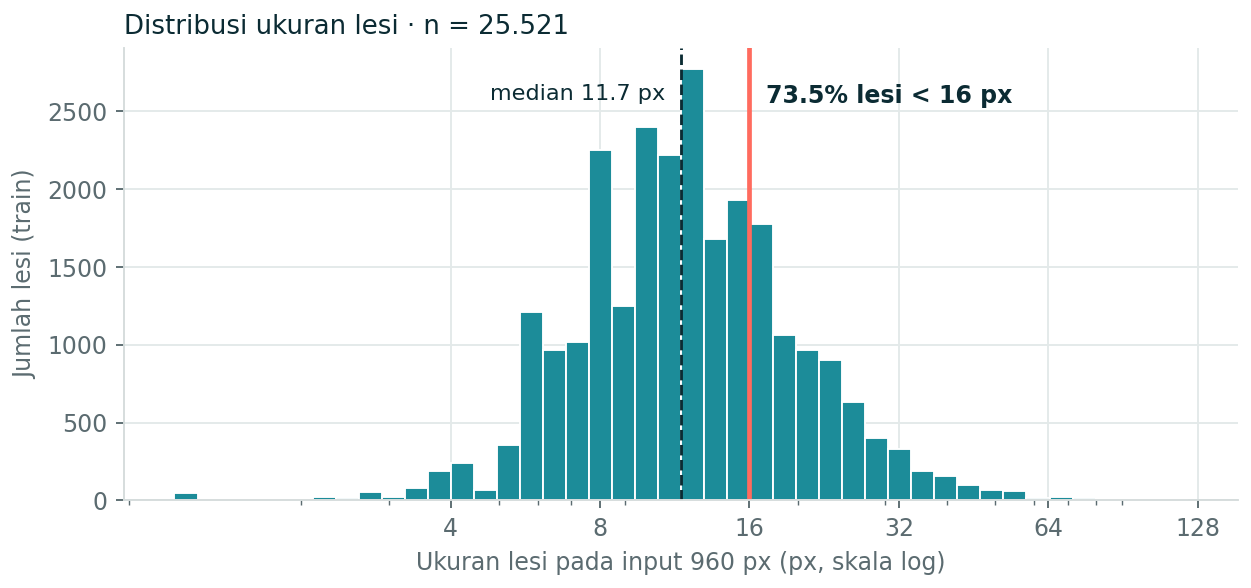 Distribusi ukuran lesi · n = 25.521
median 11.7 px
73.5% lesi < 16 px
Jumlah lesi (train)
2500
2000
1500
1000
500
0
4 8 16 32 64 128
Ukuran lesi pada input 960 px (px, skala log)